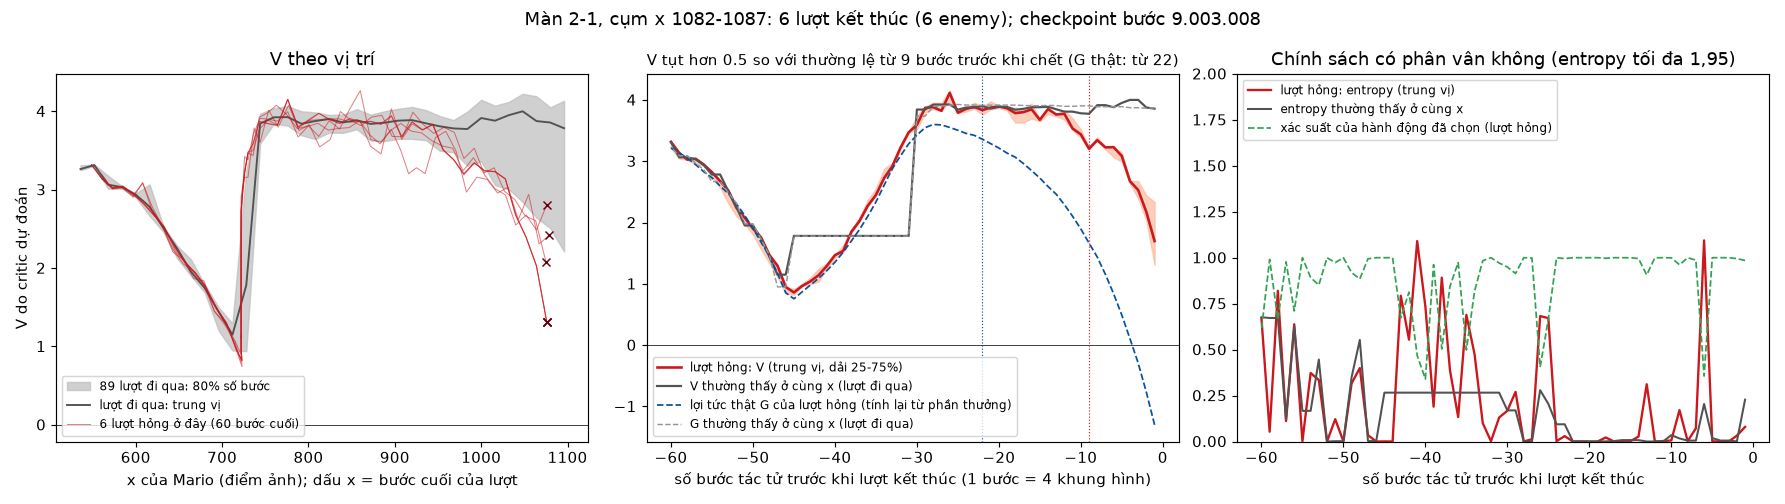 Màn 2-1, cụm x 1082-1087: 6 lượt kết thúc (6 enemy); checkpoint bước 9.003.008
V theo vị trí
V do critic dự đoán
4
3
2
1
0
89 lượt đi qua: 80% số bước
lượt đi qua: trung vị
6 lượt hỏng ở đây (60 bước cuối)
600 700 800 900 1000 1100
x của Mario (điểm ảnh); dấu x = bước cuối của lượt
V tụt hơn 0.5 so với thường lệ từ 9 bước trước khi chết (G thật: từ 22)
4
3
2
1
0
−1
lượt hỏng: V (trung vị, dải 25-75%)
V thường thấy ở cùng x (lượt đi qua)
lợi tức thật G của lượt hỏng (tính lại từ phần thưởng)
G thường thấy ở cùng x (lượt đi qua)
−60 −50 −40 −30 −20 −10 0
số bước tác tử trước khi lượt kết thúc (1 bước = 4 khung hình)
Chính sách có phân vân không (entropy tối đa 1,95)
2.00
1.75
1.50
1.25
1.00
0.75
0.50
0.25
0.00
lượt hỏng: entropy (trung vị)
entropy thường thấy ở cùng x
xác suất của hành động đã chọn (lượt hỏng)
−60 −50 −40 −30 −20 −10 0
số bước tác tử trước khi lượt kết thúc